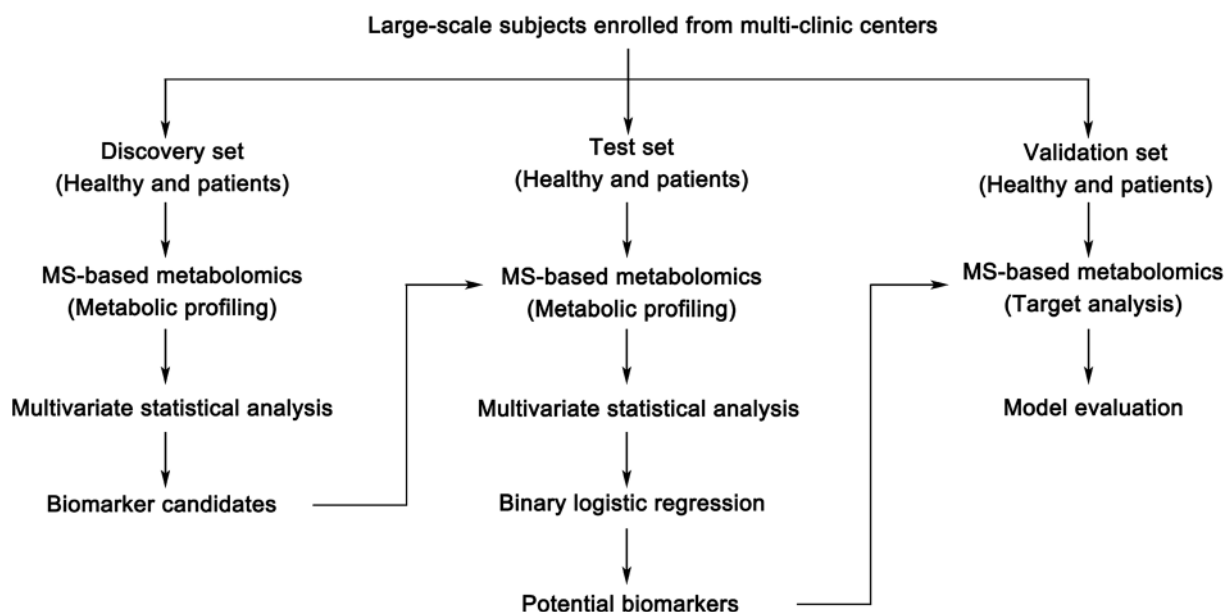 Large-scale subjects enrolled from multi-clinic centers
Discovery set
(Healthy and patients)
MS-based metabolomics
(Metabolic profiling)
Multivariate statistical analysis
Biomarker candidates
Test set
(Healthy and patients)
MS-based metabolomics
(Metabolic profiling)
Multivariate statistical analysis
Binary logistic regression
Potential biomarkers
Validation set
(Healthy and patients)
MS-based metabolomics
(Target analysis)
Model evaluation